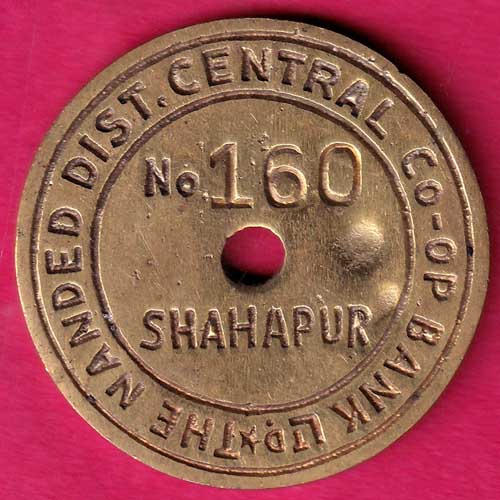 THE NANDED DIST. CENTRAL CO-OP. BANK LTD. ★
No. 160
SHAHAPUR